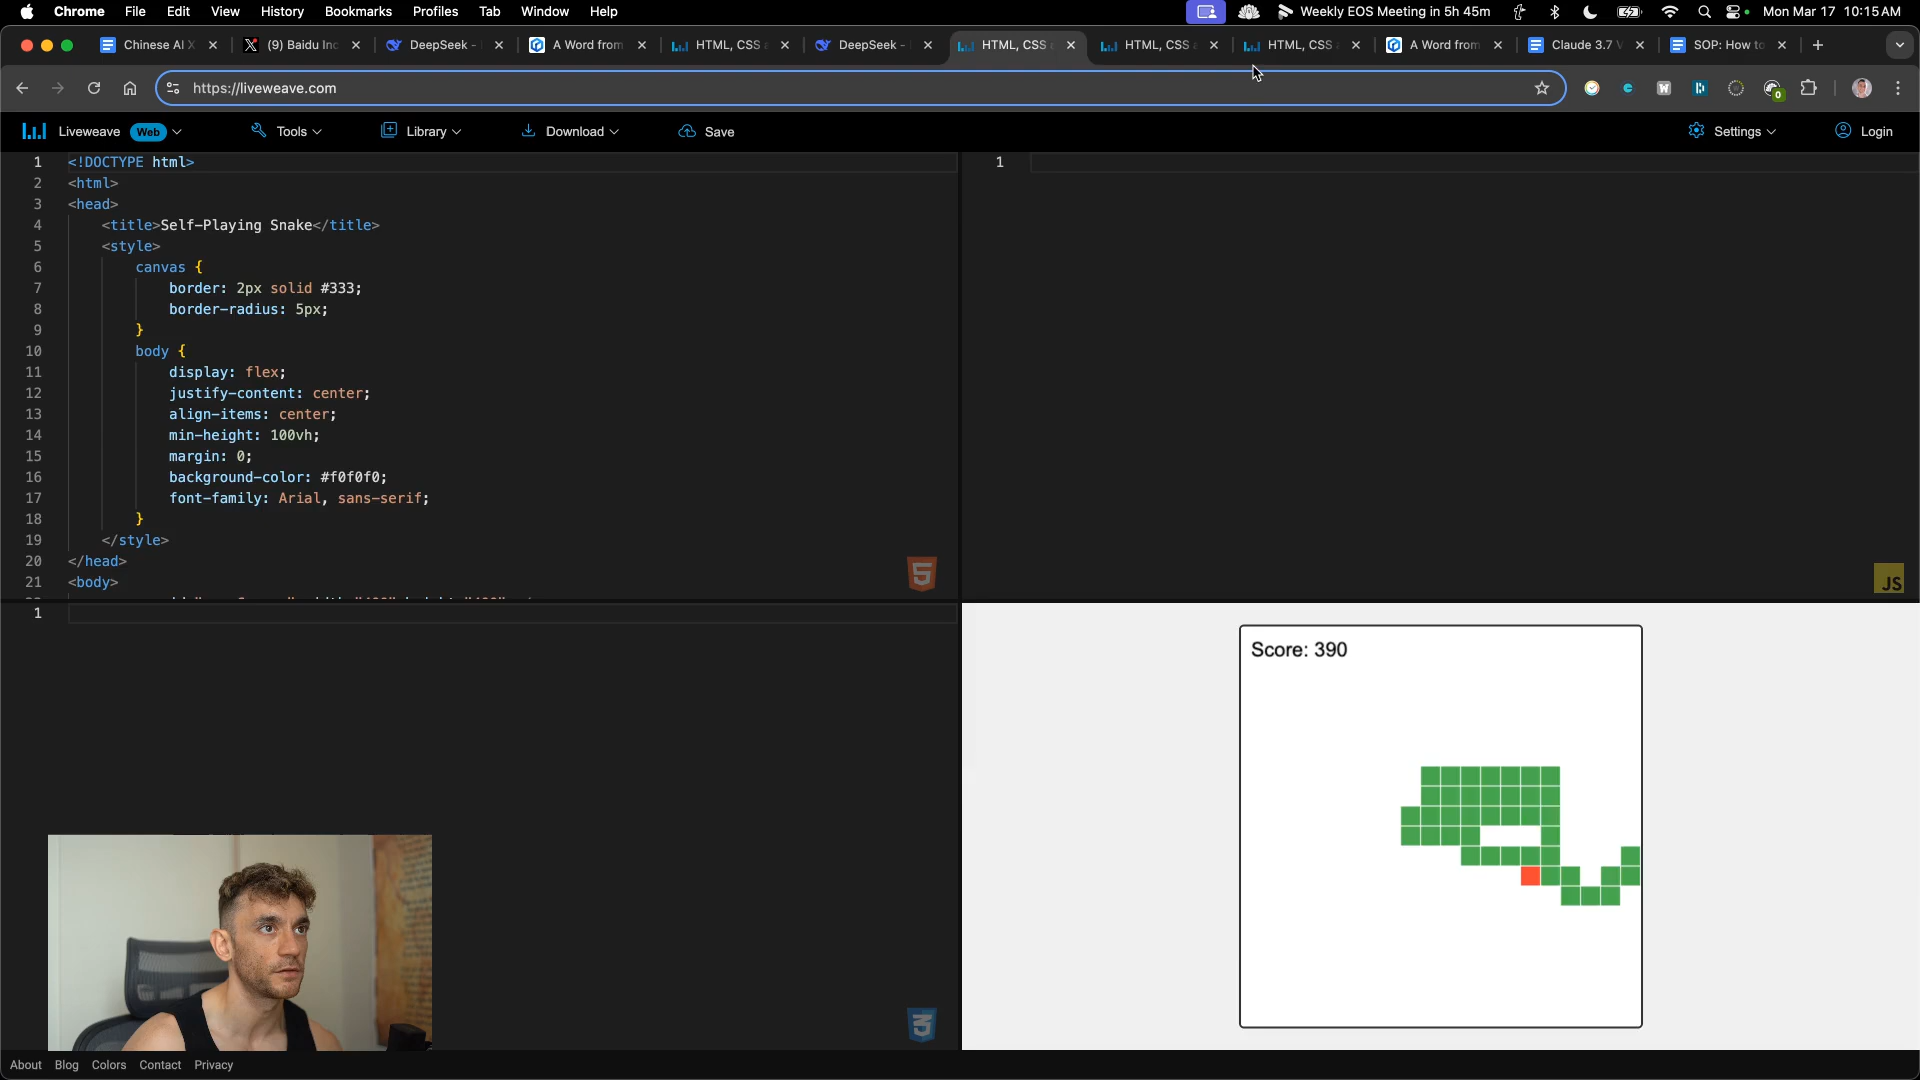 Chrome File Edit View History Bookmarks Profiles Tab Window Help Weekly EOS Meeting in 5h 45m Mon Mar 17 10:15 AM
Chinese AI X (9) Baidu Inc DeepSeek - A Word from HTML, CSS a DeepSeek - HTML, CSS a HTML, CSS a HTML, CSS a A Word from Claude 3.7 V SOP: How to
https://liveweave.com
0
Liveweave Web Tools Library Download Save Settings Login
1 <!DOCTYPE html>
2 <html>
3 <head>
4 <title>Self-Playing Snake</title>
5 <style>
6 canvas {
7 border: 2px solid #333;
8 border-radius: 5px;
9 }
10 body {
11 display: flex;
12 justify-content: center;
13 align-items: center;
14 min-height: 100vh;
15 margin: 0;
16 background-color: #f0f0f0;
17 font-family: Arial, sans-serif;
18 }
19 </style>
20 </head>
21 <body>
1
JS
1
Score: 390
About Blog Colors Contact Privacy